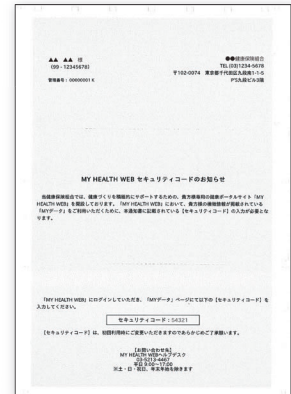 ▲▲ ▲▲ 様
(99 - 12345678)
管理番号: 00000001 K
●●健康保険組合
TEL (03)1234-5678
〒102-0074 東京都千代田区九段南1-1-5
PS九段ビル3階
MY HEALTH WEB セキュリティコードのお知らせ
当健康保険組合では、健康づくりを積極的にサポートするための、貴方様専用の健康ポータルサイト「MY
HEALTH WEB」を開設しております。「MY HEALTH WEB」において、貴方様の機微情報が掲載されている
「MYデータ」をご利用いただくために、本通知書に記載されている【セキュリティコード】の入力が必要とな
ります。
「MY HEALTH WEB」にログインしていただき、「MYデータ」ページにて以下の【セキュリティコード】を
入力してください。
セキュリティコード : 54321
【セキュリティコード】は、初回利用時にご変更いただきますのであらかじめご了承願います。
【お問い合わせ先】
MY HEALTH WEBヘルプデスク
03-5213-4467
平日 9:00～17:00
※土・日・祝日、年末年始を除きます